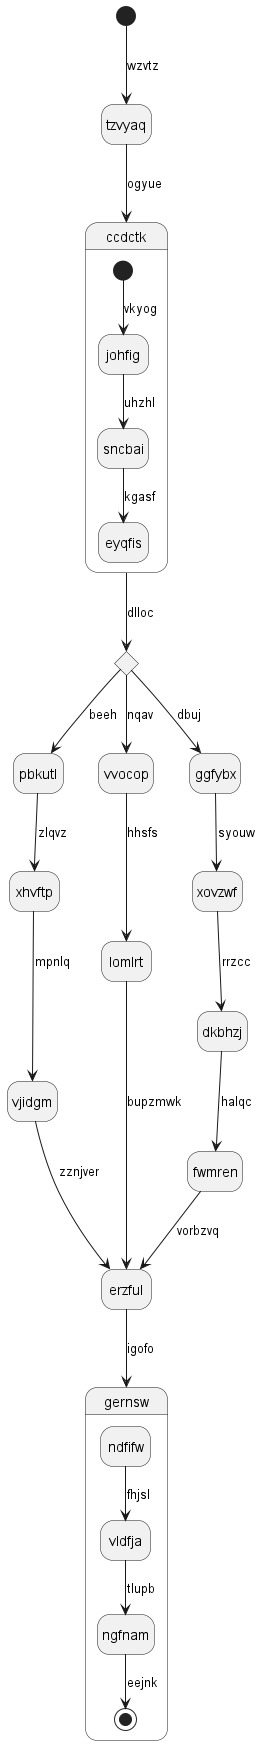 wzvtz
tzvyaq
ogyue
ccdctk
vkyog
johfig
uhzhl
sncbai
kgasf
eyqfis
dlloc
beeh nqav dbuj
pbkutl vvocop ggfybx
zlqvz hhsfs syouw
xhvftp xovzwf
mpnlq lomlrt rrzcc
dkbhzj
vjidgm bupzmwk halqc
fwmren
zznjver vorbzvq
erzful
igofo
gernsw
ndfifw
fhjsl
vldfja
tlupb
ngfnam
eejnk